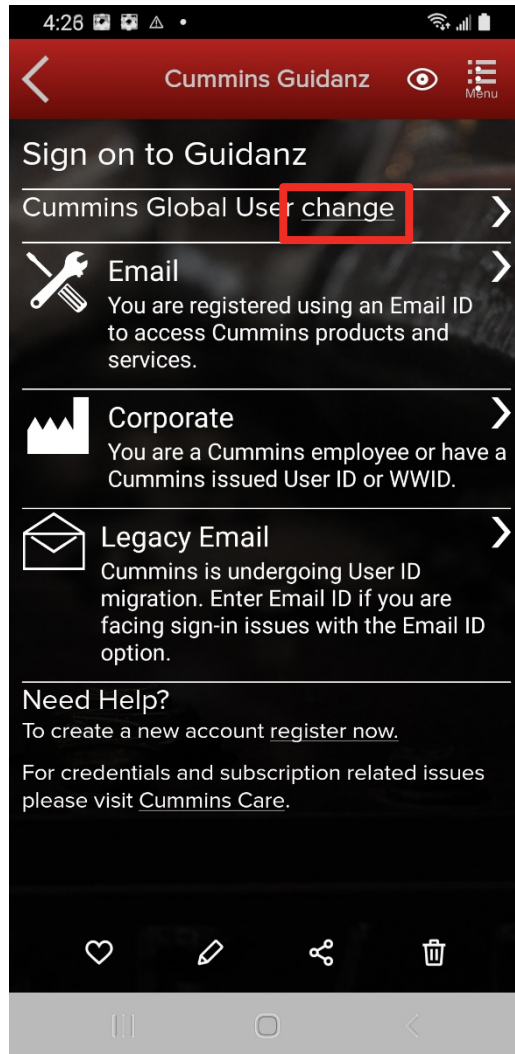 4:26
Cummins Guidanz
Menu
Sign on to Guidanz
Cummins Global User change
Email
You are registered using an Email ID
to access Cummins products and
services.
Corporate
You are a Cummins employee or have a
Cummins issued User ID or WWID.
Legacy Email
Cummins is undergoing User ID
migration. Enter Email ID if you are
facing sign-in issues with the Email ID
option.
Need Help?
To create a new account register now.
For credentials and subscription related issues
please visit Cummins Care.